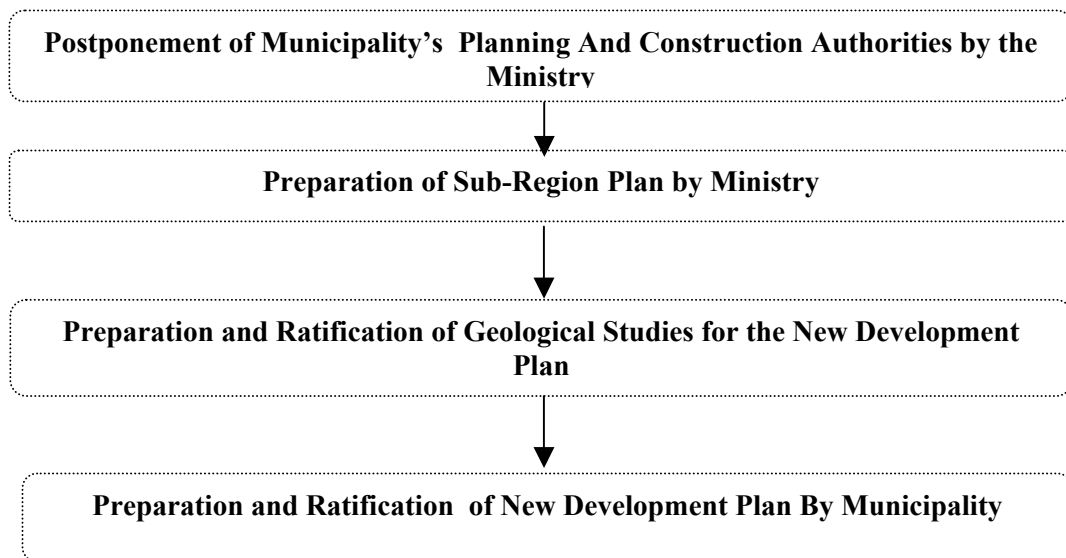 Postponement of Municipality’s  Planning And Construction Authorities by the
Ministry
Preparation of Sub-Region Plan by Ministry
Preparation and Ratification of Geological Studies for the New Development
Plan
Preparation and Ratification  of New Development Plan By Municipality